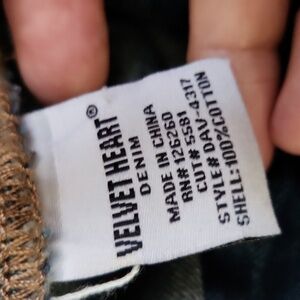 VELVET HEART®
DENIM
MADE IN CHINA
RN# 126260
CUT# 5581
STYLE# DAV-4317
SHELL:100%COTTON